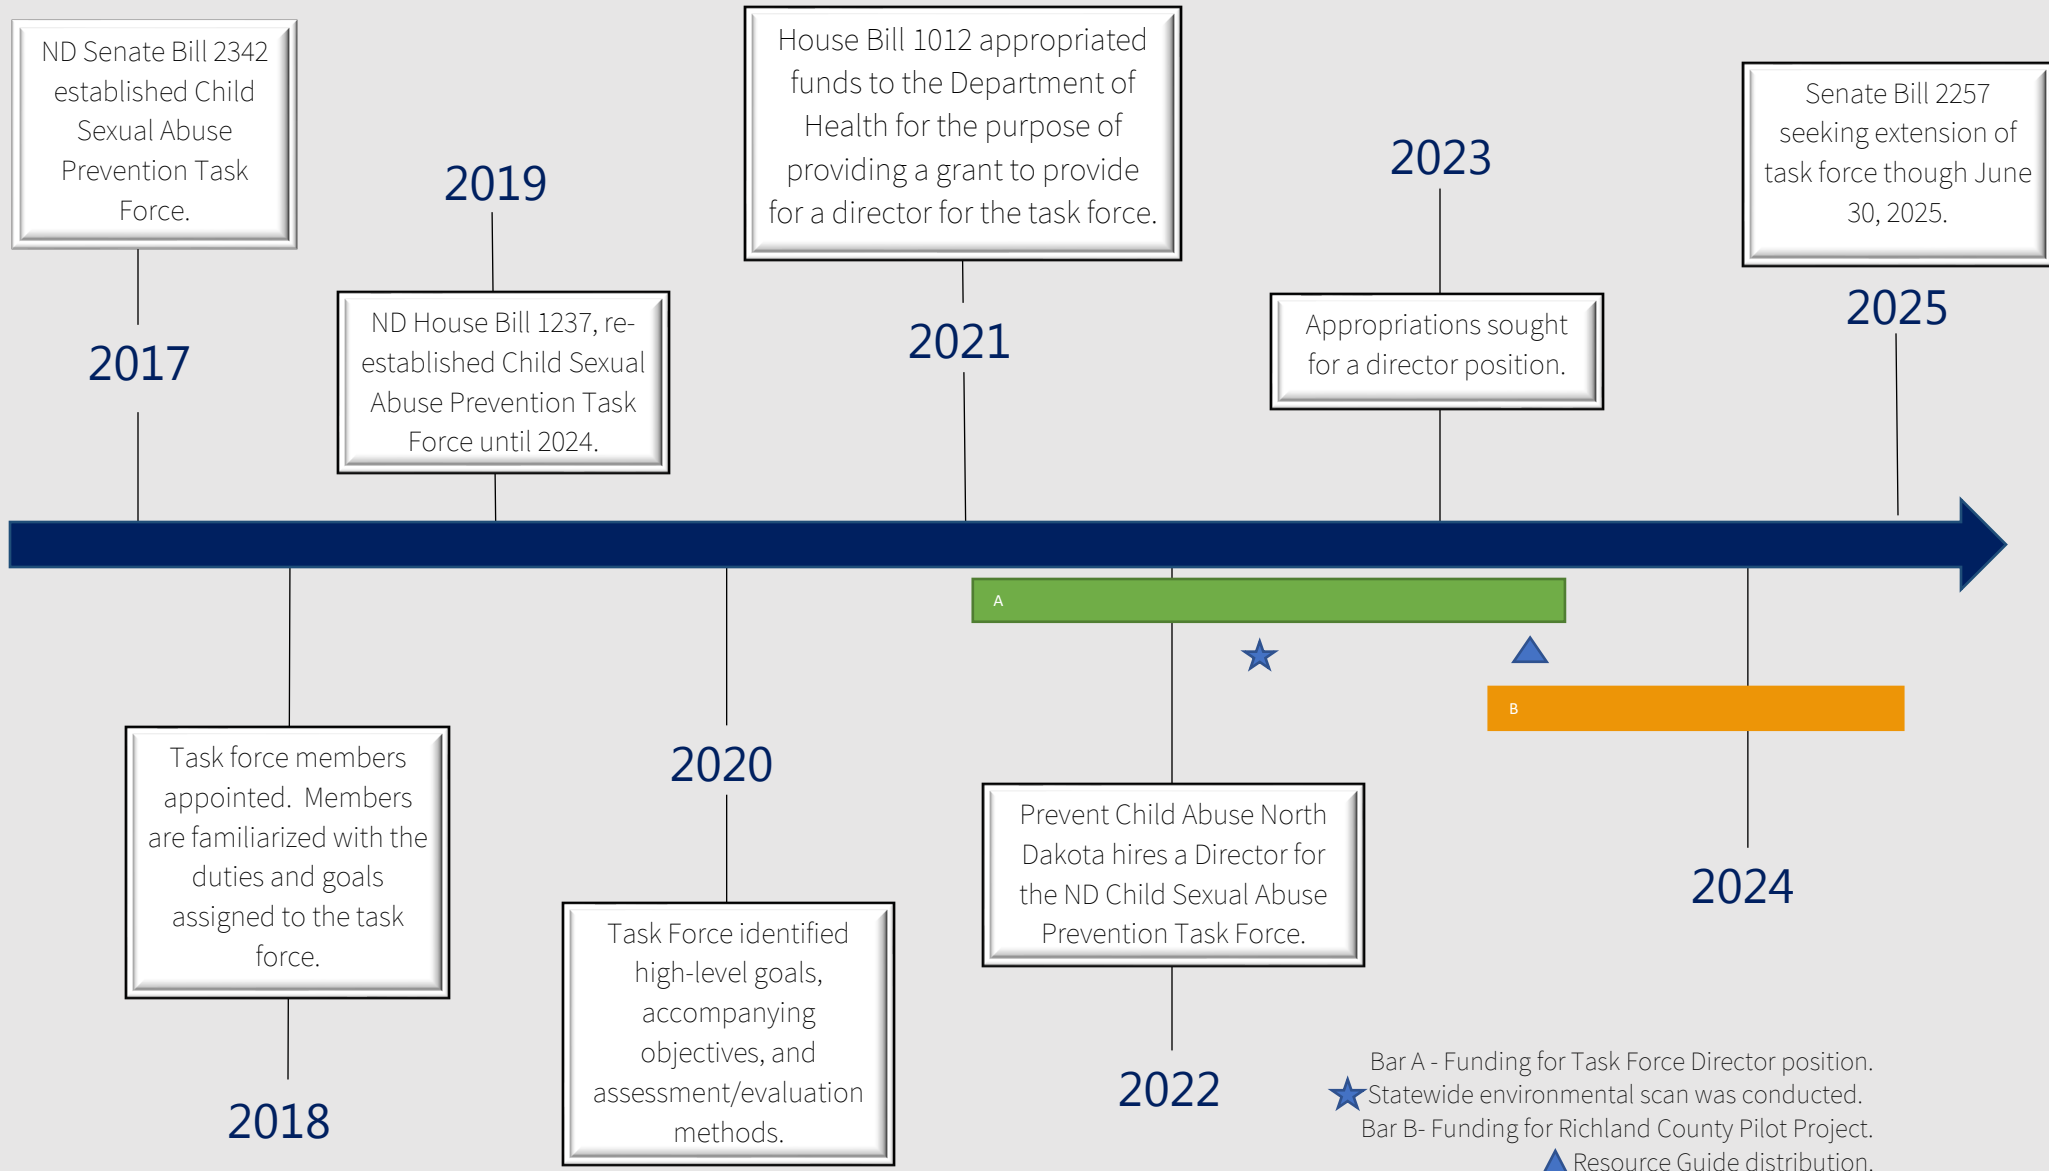 ND Senate Bill 2342
established Child
Sexual Abuse
Prevention Task
Force.
2017
2019
ND House Bill 1237, re-
established Child Sexual
Abuse Prevention Task
Force until 2024.
House Bill 1012 appropriated
funds to the Department of
Health for the purpose of
providing a grant to provide
for a director for the task force.
2021
2023
Appropriations sought
for a director position.
Senate Bill 2257
seeking extension of
task force though June
30, 2025.
2025
A
B
Task force members
appointed.  Members
are familiarized with the
duties and goals
assigned to the task
force.
2018
2020
Task Force identified
high-level goals,
accompanying
objectives, and
assessment/evaluation
methods.
Prevent Child Abuse North
Dakota hires a Director for
the ND Child Sexual Abuse
Prevention Task Force.
2022
2024
Bar A - Funding for Task Force Director position.
Statewide environmental scan was conducted.
Bar B- Funding for Richland County Pilot Project.
Resource Guide distribution.